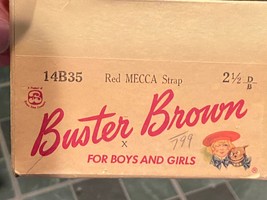 14B35 Red MECCA Strap 2½ D/B
Buster Brown
x 799
FOR BOYS AND GIRLS